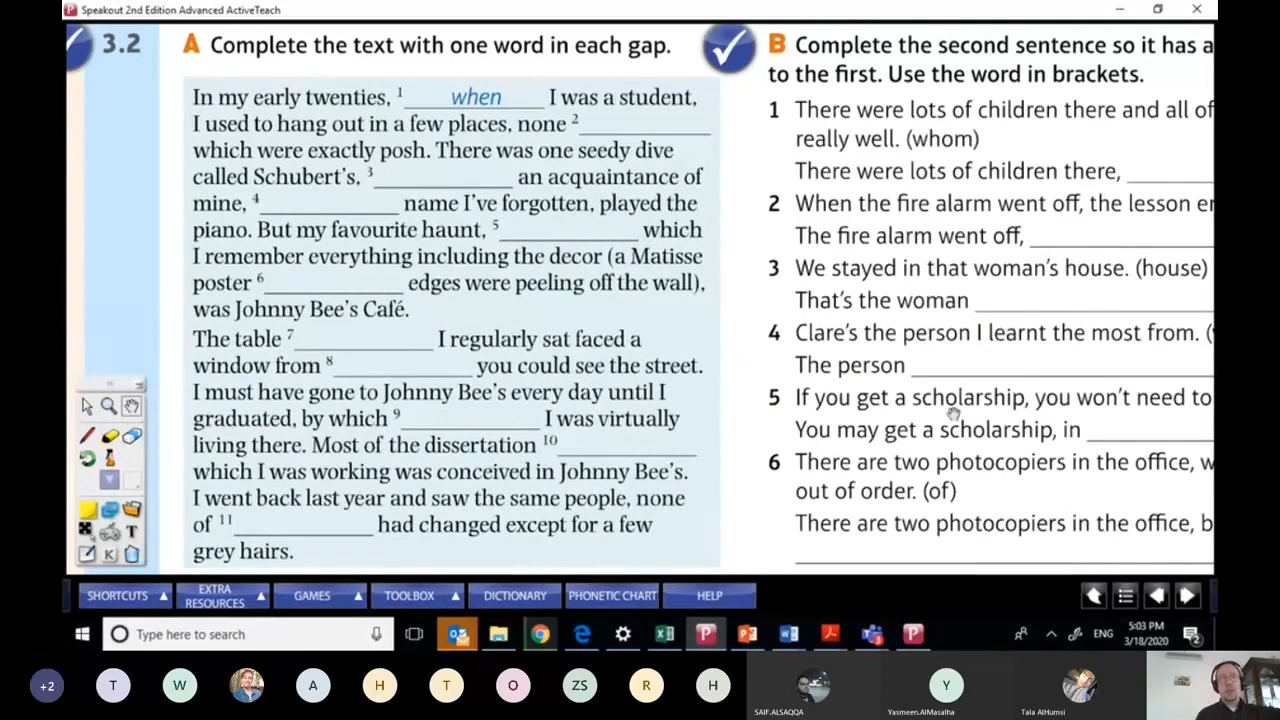 Speakout 2nd Edition Advanced ActiveTeach
3.2
A Complete the text with one word in each gap.
In my early twenties, 1 when I was a student,
I used to hang out in a few places, none 2
which were exactly posh. There was one seedy dive
called Schubert's, 3 an acquaintance of
mine, 4 name I've forgotten, played the
piano. But my favourite haunt, 5 which
I remember everything including the decor (a Matisse
poster 6 edges were peeling off the wall),
was Johnny Bee's Café.
The table 7 I regularly sat faced a
window from 8 you could see the street.
I must have gone to Johnny Bee's every day until I
graduated, by which 9 I was virtually
living there. Most of the dissertation 10
which I was working was conceived in Johnny Bee's.
I went back last year and saw the same people, none
of 11 had changed except for a few
grey hairs.
B Complete the second sentence so it has a
to the first. Use the word in brackets.
1 There were lots of children there and all of
really well. (whom)
There were lots of children there,
2 When the fire alarm went off, the lesson er
The fire alarm went off,
3 We stayed in that woman's house. (house)
That's the woman
4 Clare's the person I learnt the most from. (
The person
5 If you get a scholarship, you won't need to
You may get a scholarship, in
6 There are two photocopiers in the office, w
out of order. (of)
There are two photocopiers in the office, b
T
K
SHORTCUTS
EXTRA RESOURCES
GAMES
TOOLBOX
DICTIONARY
PHONETIC CHART
HELP
Type here to search
ENG
5:03 PM
3/18/2020
2
+2
T
W
A
H
T
O
ZS
R
H
Y
SAIF.ALSAQQA
Yasmeen.AlMasalha
Tala AlHumsi